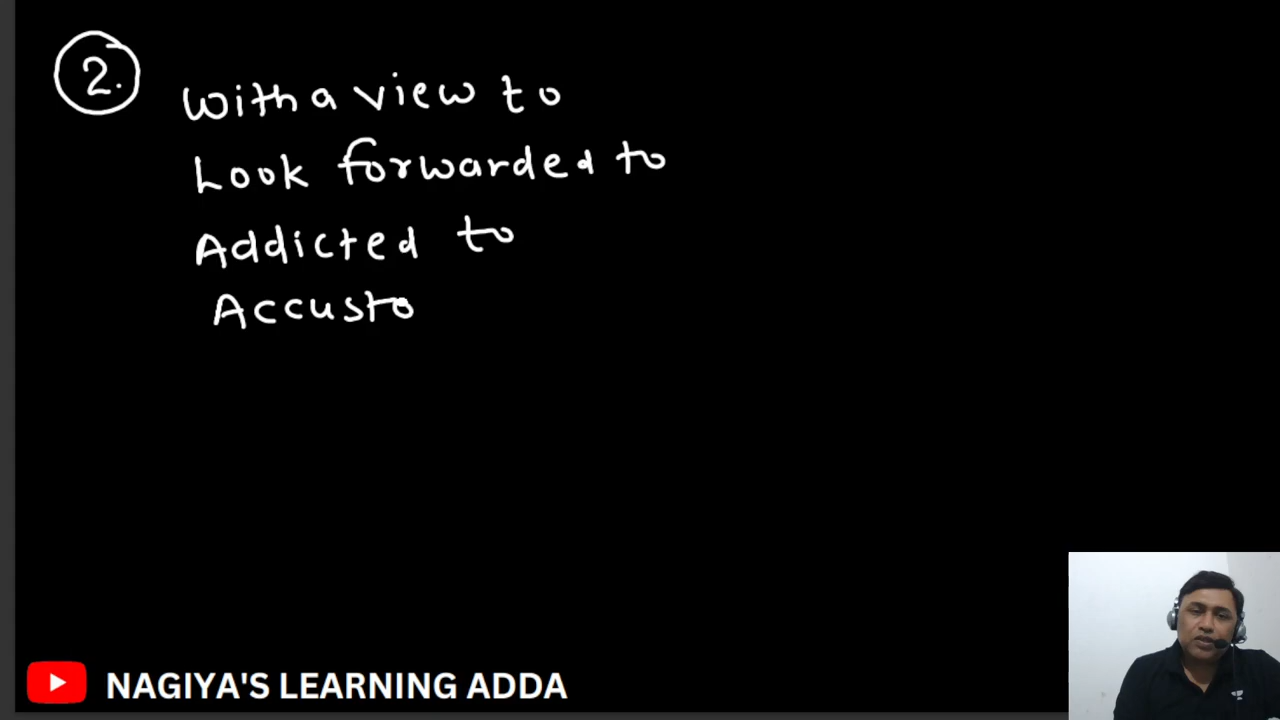 2.
with a view to
Look forwarded to
Addicted to
Accusto
NAGIYA'S LEARNING ADDA